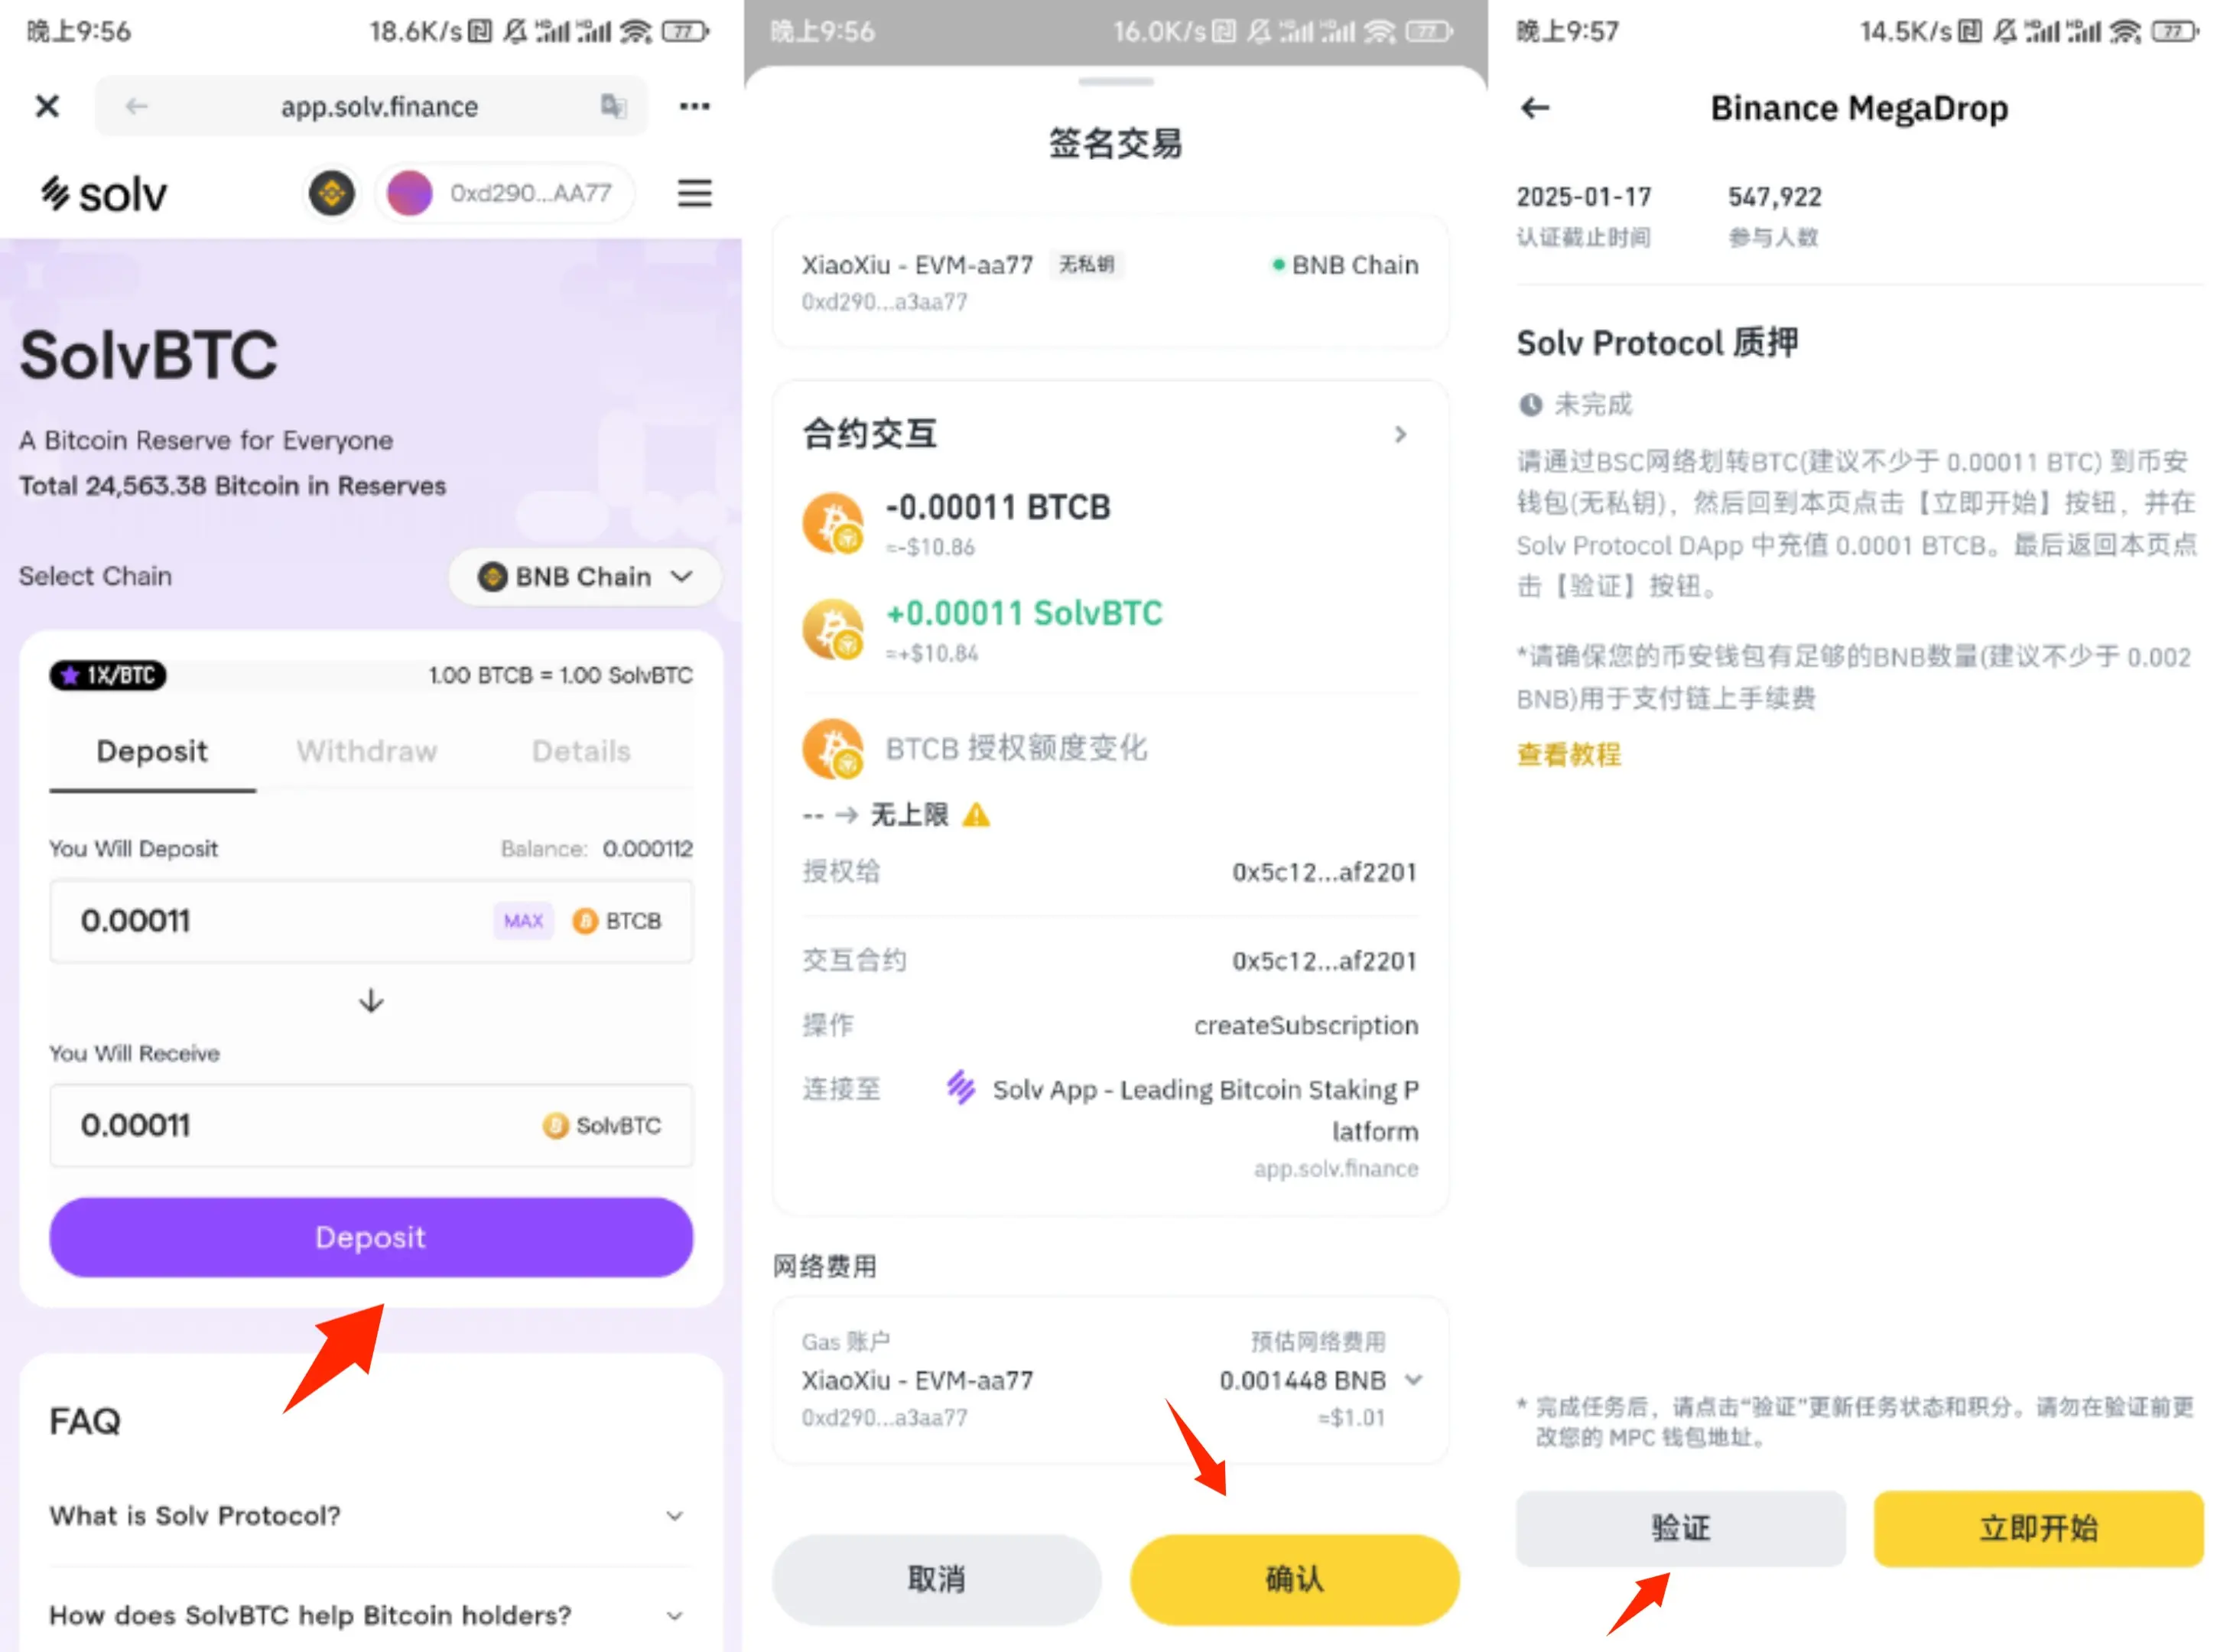 晚上9:56
18.6K/s
HD
HD
77
app.solv.finance
solv
0xd290...AA77
SolvBTC
A Bitcoin Reserve for Everyone
Total 24,563.38 Bitcoin in Reserves
Select Chain
BNB Chain
1X/BTC
1.00 BTCB = 1.00 SolvBTC
Deposit
Withdraw
Details
You Will Deposit
Balance: 0.000112
0.00011
MAX
BTCB
You Will Receive
0.00011
SolvBTC
Deposit
FAQ
What is Solv Protocol?
How does SolvBTC help Bitcoin holders?
晚上9:56
16.0K/s
HD
HD
77
签名交易
XiaoXiu - EVM-aa77
无私钥
BNB Chain
0xd290...a3aa77
合约交互
-0.00011 BTCB
≈-$10.86
+0.00011 SolvBTC
≈+$10.84
BTCB 授权额度变化
-- → 无上限
授权给
0x5c12...af2201
交互合约
0x5c12...af2201
操作
createSubscription
连接至
Solv App - Leading Bitcoin Staking P
latform
app.solv.finance
网络费用
Gas 账户
预估网络费用
XiaoXiu - EVM-aa77
0.001448 BNB
0xd290...a3aa77
≈$1.01
取消
确认
晚上9:57
14.5K/s
HD
HD
77
Binance MegaDrop
2025-01-17
547,922
认证截止时间
参与人数
Solv Protocol 质押
未完成
请通过BSC网络划转BTC(建议不少于 0.00011 BTC) 到币安
钱包(无私钥)，然后回到本页点击【立即开始】按钮，并在
Solv Protocol DApp 中充值 0.0001 BTCB。最后返回本页点
击【验证】按钮。
*请确保您的币安钱包有足够的BNB数量(建议不少于 0.002
BNB)用于支付链上手续费
查看教程
* 完成任务后，请点击“验证”更新任务状态和积分。请勿在验证前更
改您的 MPC 钱包地址。
验证
立即开始